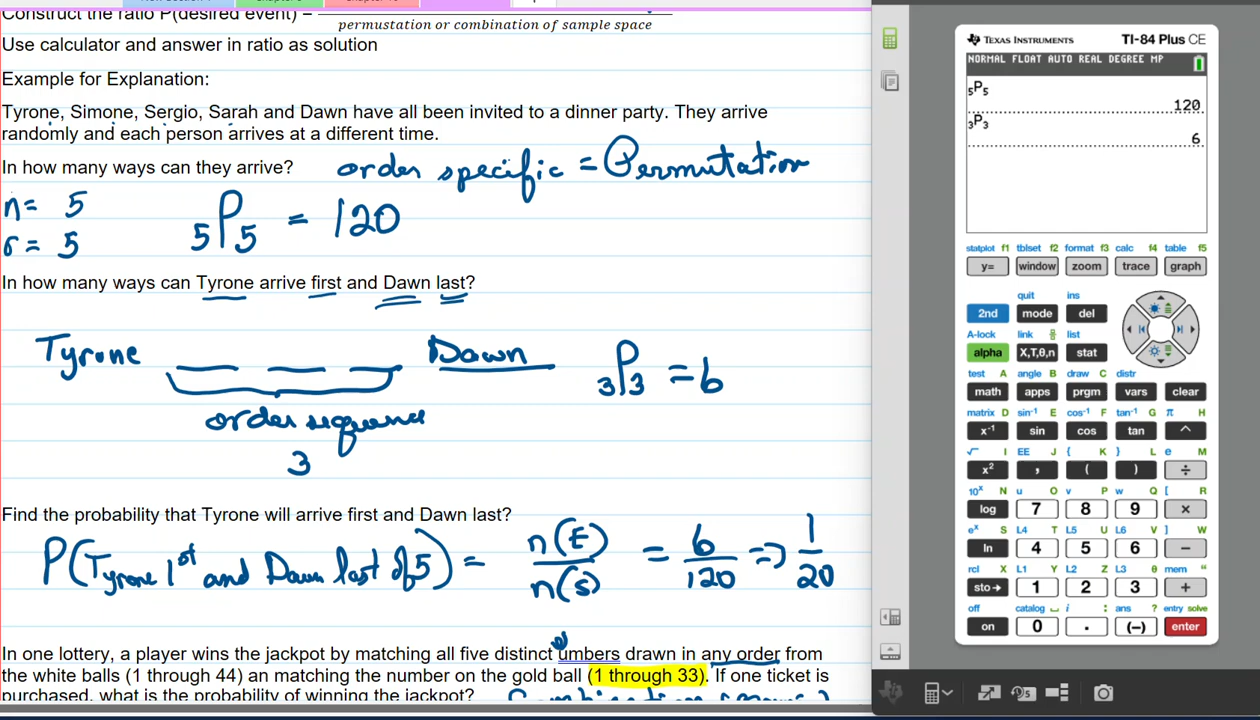 Construct the ratio P(desired event) =
permustation or combination of sample space
Use calculator and answer in ratio as solution
Example for Explanation:
Tyrone, Simone, Sergio, Sarah and Dawn have all been invited to a dinner party. They arrive
randomly and each person arrives at a different time.
In how many ways can they arrive? order specific = Permutation
n= 5
r = 5
5P5 = 120
In how many ways can Tyrone arrive first and Dawn last?
Tyrone ___ ___ ___ Dawn 3P3 = 6
order sequence
3
Find the probability that Tyrone will arrive first and Dawn last?
P(Tyrone 1st and Dawn last of 5) = n(E)/n(S) = 6/120 => 1/20
In one lottery, a player wins the jackpot by matching all five distinct umbers drawn in any order from
the white balls (1 through 44) an matching the number on the gold ball (1 through 33). If one ticket is
purchased, what is the probability of winning the jackpot?
TEXAS INSTRUMENTS TI-84 Plus CE
NORMAL FLOAT AUTO REAL DEGREE MP
5P5
120
3P3
6
statplot f1 tblset f2 format f3 calc f4 table f5
y= window zoom trace graph
quit ins
2nd mode del
A-lock link list
alpha X,T,θ,n stat
test A angle B draw C distr
math apps prgm vars clear
matrix D sin⁻¹ E cos⁻¹ F tan⁻¹ G π H
x⁻¹ sin cos tan ^
√ I EE J { K } L e M
x² , ( ) ÷
10ˣ N u O v P w Q [ R
log 7 8 9 ×
eˣ S L4 T L5 U L6 V ] W
ln 4 5 6 −
rcl X L1 Y L2 Z L3 θ mem "
sto→ 1 2 3 +
off catalog i : ans ? entry solve
on 0 . (−) enter